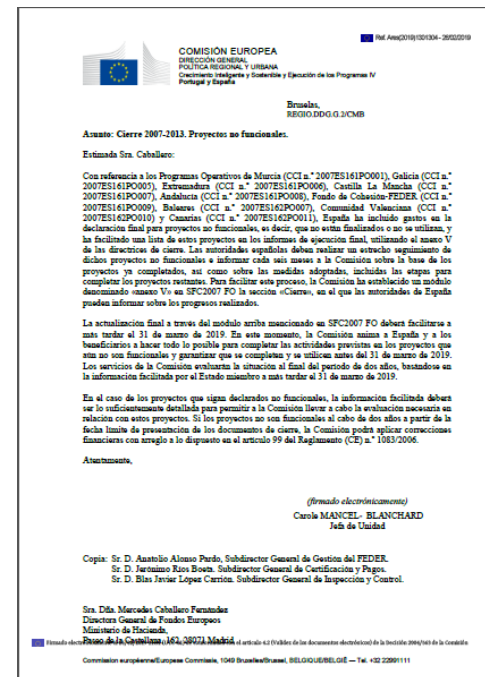 Ref. Ares(2019)1301304 - 28/02/2019
COMISIÓN EUROPEA
DIRECCIÓN GENERAL
POLÍTICA REGIONAL Y URBANA
Crecimiento Inteligente y Sostenible y Ejecución de los Programas IV
Portugal y España
Bruselas,
REGIO.DDG.G.2/CMB
Asunto: Cierre 2007-2013. Proyectos no funcionales.
Estimada Sra. Caballero:
Con referencia a los Programas Operativos de Murcia (CCI n.º 2007ES161PO001), Galicia (CCI n.º
2007ES161PO005), Extremadura (CCI n.º 2007ES161PO006), Castilla La Mancha (CCI n.º
2007ES161PO007), Andalucía (CCI n.º 2007ES161PO008), Fondo de Cohesión-FEDER (CCI n.º
2007ES161PO009), Baleares (CCI n.º 2007ES162PO007), Comunidad Valenciana (CCI n.º
2007ES162PO010) y Canarias (CCI n.º 2007ES162PO011), España ha incluido gastos en la
declaración final para proyectos no funcionales, es decir, que no están finalizados o no se utilizan, y
ha facilitado una lista de estos proyectos en los informes de ejecución final, utilizando el anexo V
de las directrices de cierre. Las autoridades españolas deben realizar un estrecho seguimiento de
dichos proyectos no funcionales e informar cada seis meses a la Comisión sobre la base de los
proyectos ya completados, así como sobre las medidas adoptadas, incluidas las etapas para
completar los proyectos restantes. Para facilitar este proceso, la Comisión ha establecido un módulo
denominado «anexo V» en SFC2007 FO la sección «Cierre», en el que las autoridades de España
pueden informar sobre los progresos realizados.
La actualización final a través del módulo arriba mencionado en SFC2007 FO deberá facilitarse a
más tardar el 31 de marzo de 2019. En este momento, la Comisión anima a España y a los
beneficiarios a hacer todo lo posible para completar las actividades previstas en los proyectos que
aún no son funcionales y garantizar que se completen y se utilicen antes del 31 de marzo de 2019.
Los servicios de la Comisión evaluarán la situación al final del periodo de dos años, basándose en
la información facilitada por el Estado miembro a más tardar el 31 de marzo de 2019.
En el caso de los proyectos que sigan declarados no funcionales, la información facilitada deberá
ser lo suficientemente detallada para permitir a la Comisión llevar a cabo la evaluación necesaria en
relación con estos proyectos. Si los proyectos no son funcionales al cabo de dos años a partir de la
fecha límite de presentación de los documentos de cierre, la Comisión podrá aplicar correcciones
financieras con arreglo a lo dispuesto en el artículo 99 del Reglamento (CE) n.º 1083/2006.
Atentamente,
(firmado electrónicamente)
Carole MANCEL- BLANCHARD
Jefa de Unidad
Copia: Sr. D. Anatolio Alonso Pardo, Subdirector General de Gestión del FEDER.
Sr. D. Jerónimo Ríos Boeta. Subdirector General de Certificación y Pagos.
Sr. D. Blas Javier López Carrión. Subdirector General de Inspección y Control.
Sra. Dña. Mercedes Caballero Fernández
Directora General de Fondos Europeos
Ministerio de Hacienda,
Paseo de la Castellana, 162, 28071 Madrid
Firmado el artículo 4.2 (Validez de los documentos electrónicos) de la Decisión 2004/563 de la Comisión
Commission européenne/Europese Commissie, 1049 Bruxelles/Brussel, BELGIQUE/BELGIË — Tel. +32 22991111